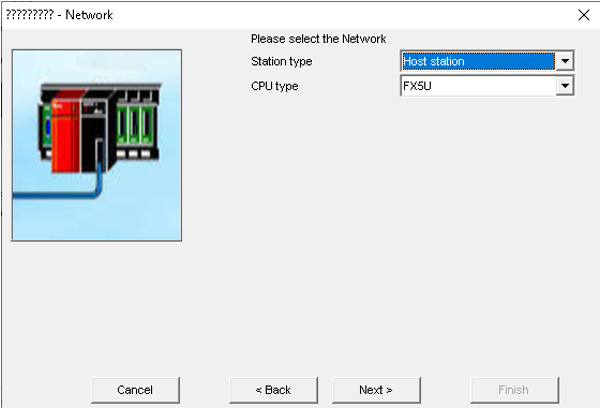 ????????? - Network
Please select the Network
Station type Host station
CPU type FX5U
Cancel < Back Next > Finish